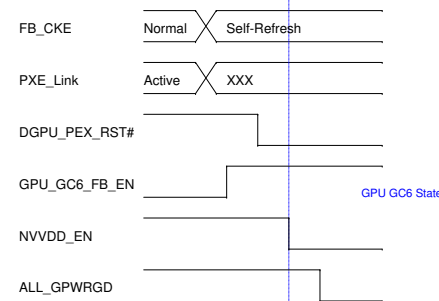 FB_CKE Normal Self-Refresh
PXE_Link Active XXX
DGPU_PEX_RST#
GPU_GC6_FB_EN
GPU GC6 State
NVVDD_EN
ALL_GPWRGD